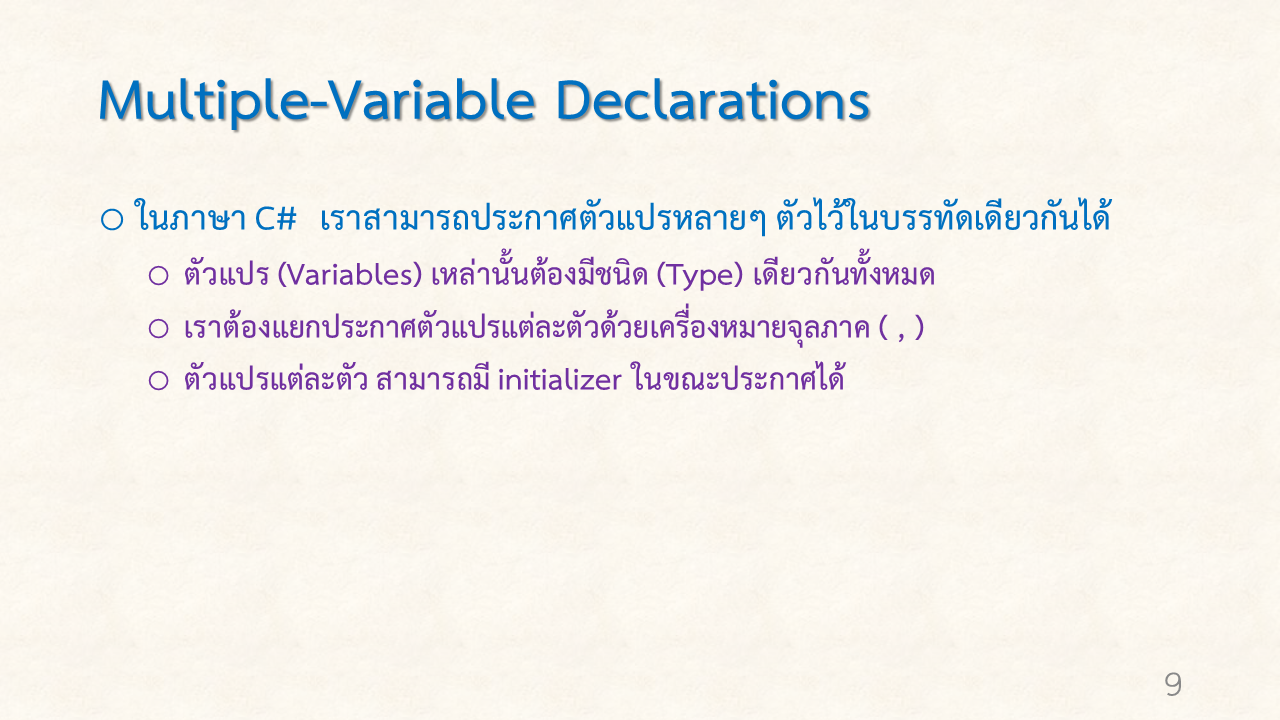 Multiple-Variable Declarations
ในภาษา C# เราสามารถประกาศตัวแปรหลายๆ ตัวไว้ในบรรทัดเดียวกันได้
ตัวแปร (Variables) เหล่านั้นต้องมีชนิด (Type) เดียวกันทั้งหมด
เราต้องแยกประกาศตัวแปรแต่ละตัวด้วยเครื่องหมายจุลภาค ( , )
ตัวแปรแต่ละตัว สามารถมี initializer ในขณะประกาศได้
9